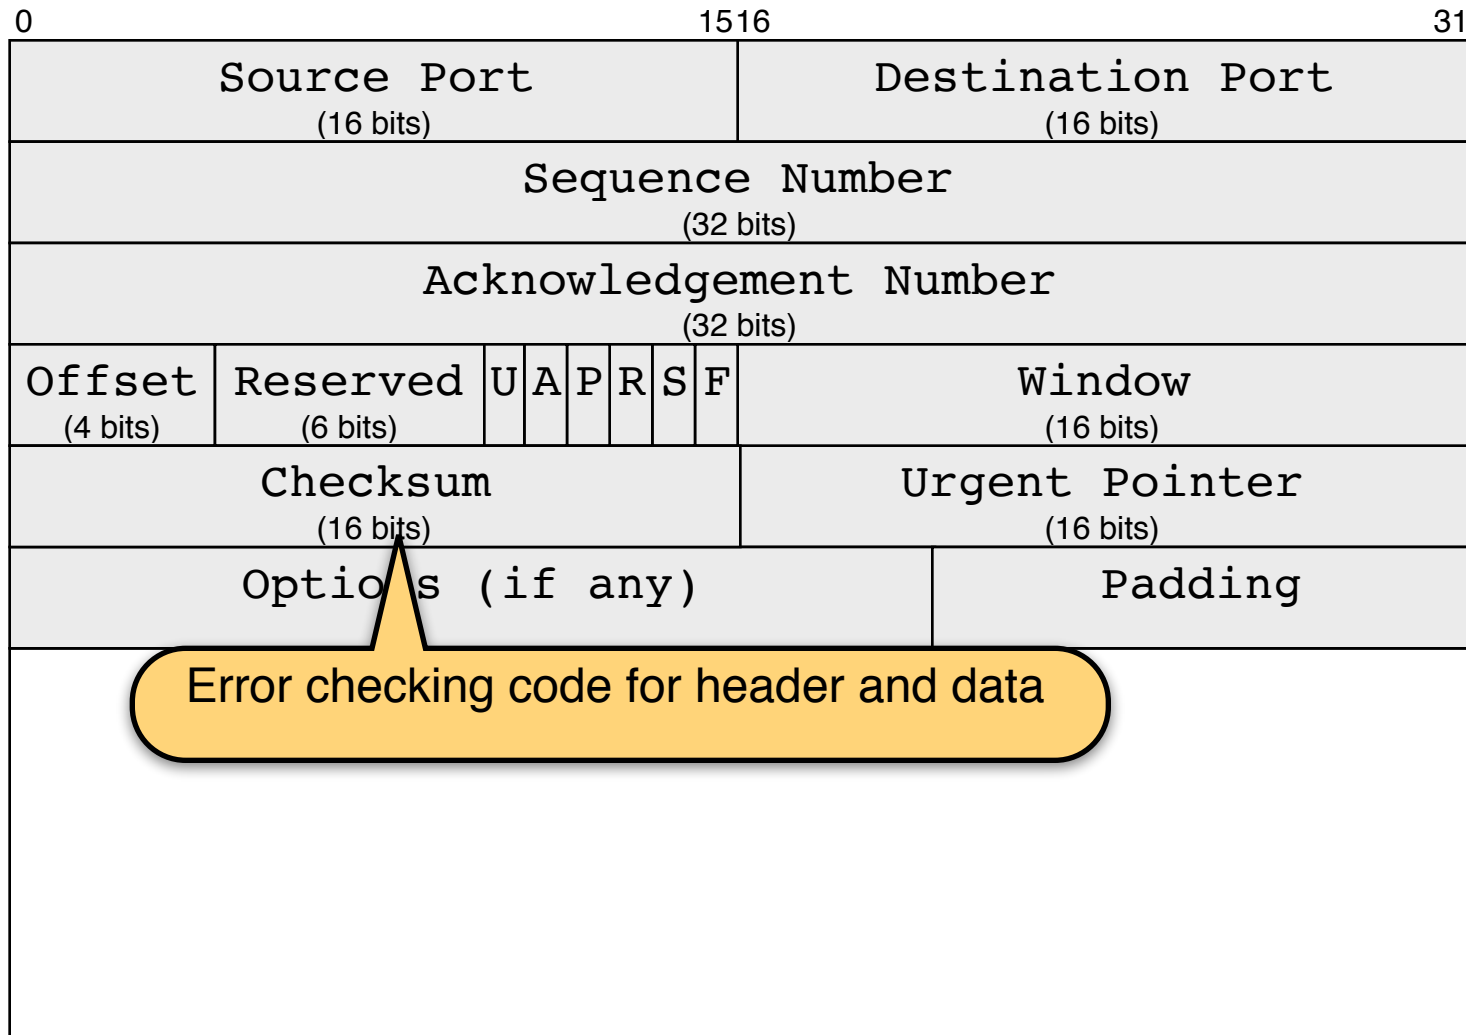 0 1516 31
Source Port Destination Port
(16 bits) (16 bits)
Sequence Number
(32 bits)
Acknowledgement Number
(32 bits)
Offset Reserved U A P R S F Window
(4 bits) (6 bits) (16 bits)
Checksum Urgent Pointer
(16 bits) (16 bits)
Options (if any) Padding
Error checking code for header and data